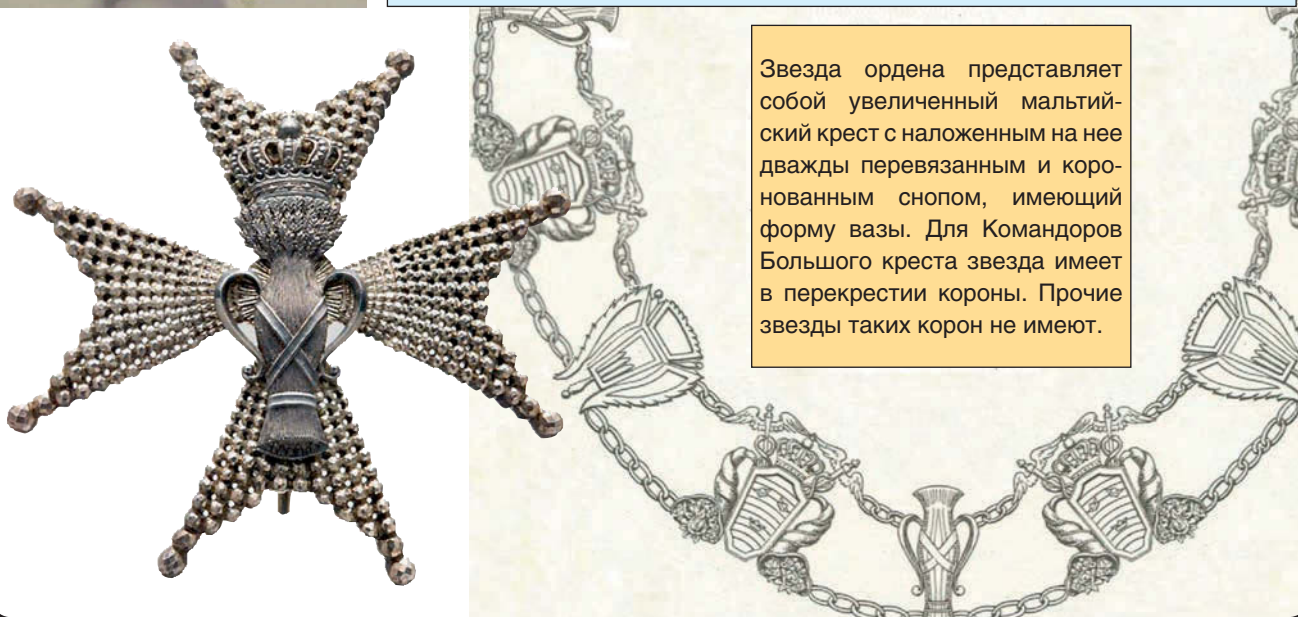 Звезда ордена представляет
собой увеличенный мальтий-
ский крест с наложенным на нее
дважды перевязанным и коро-
нованным снопом, имеющий
форму вазы. Для Командоров
Большого креста звезда имеет
в перекрестии короны. Прочие
звезды таких корон не имеют.